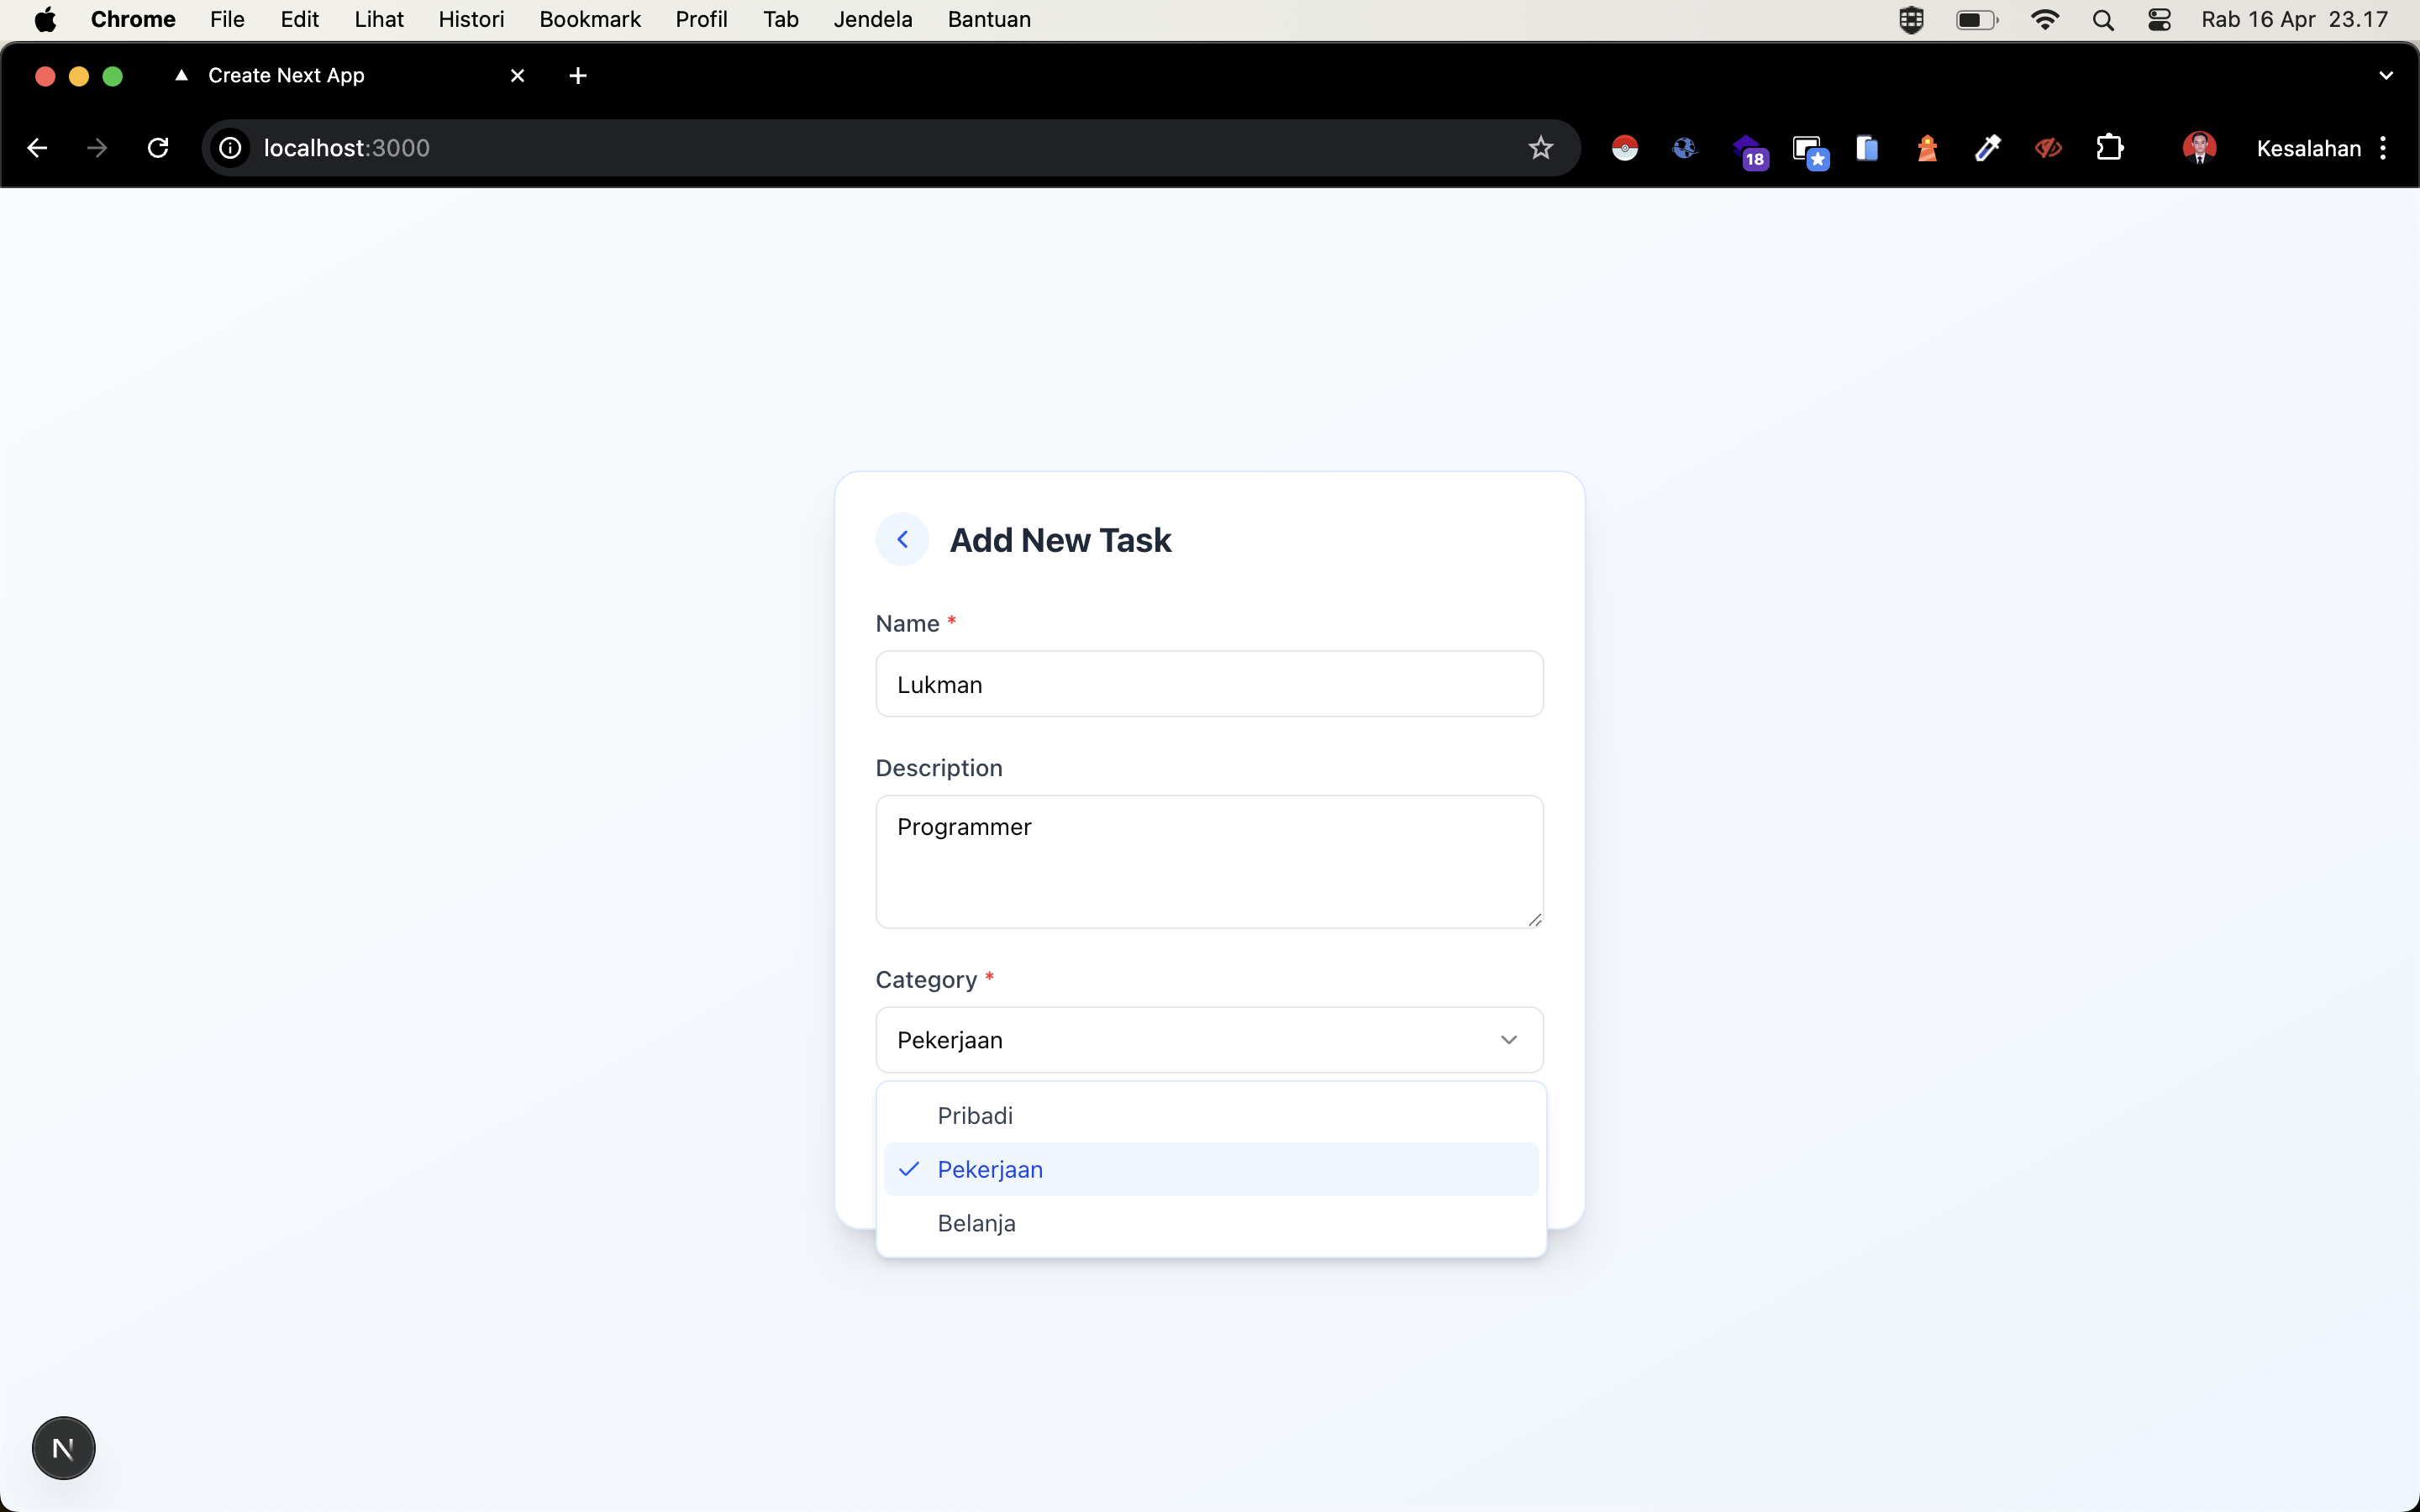 Chrome File Edit Lihat Histori Bookmark Profil Tab Jendela Bantuan Rab 16 Apr 23.17
Create Next App
localhost:3000 18 Kesalahan
Add New Task
Name *
Lukman
Description
Programmer
Category *
Pekerjaan
Pribadi
Pekerjaan
Belanja
N